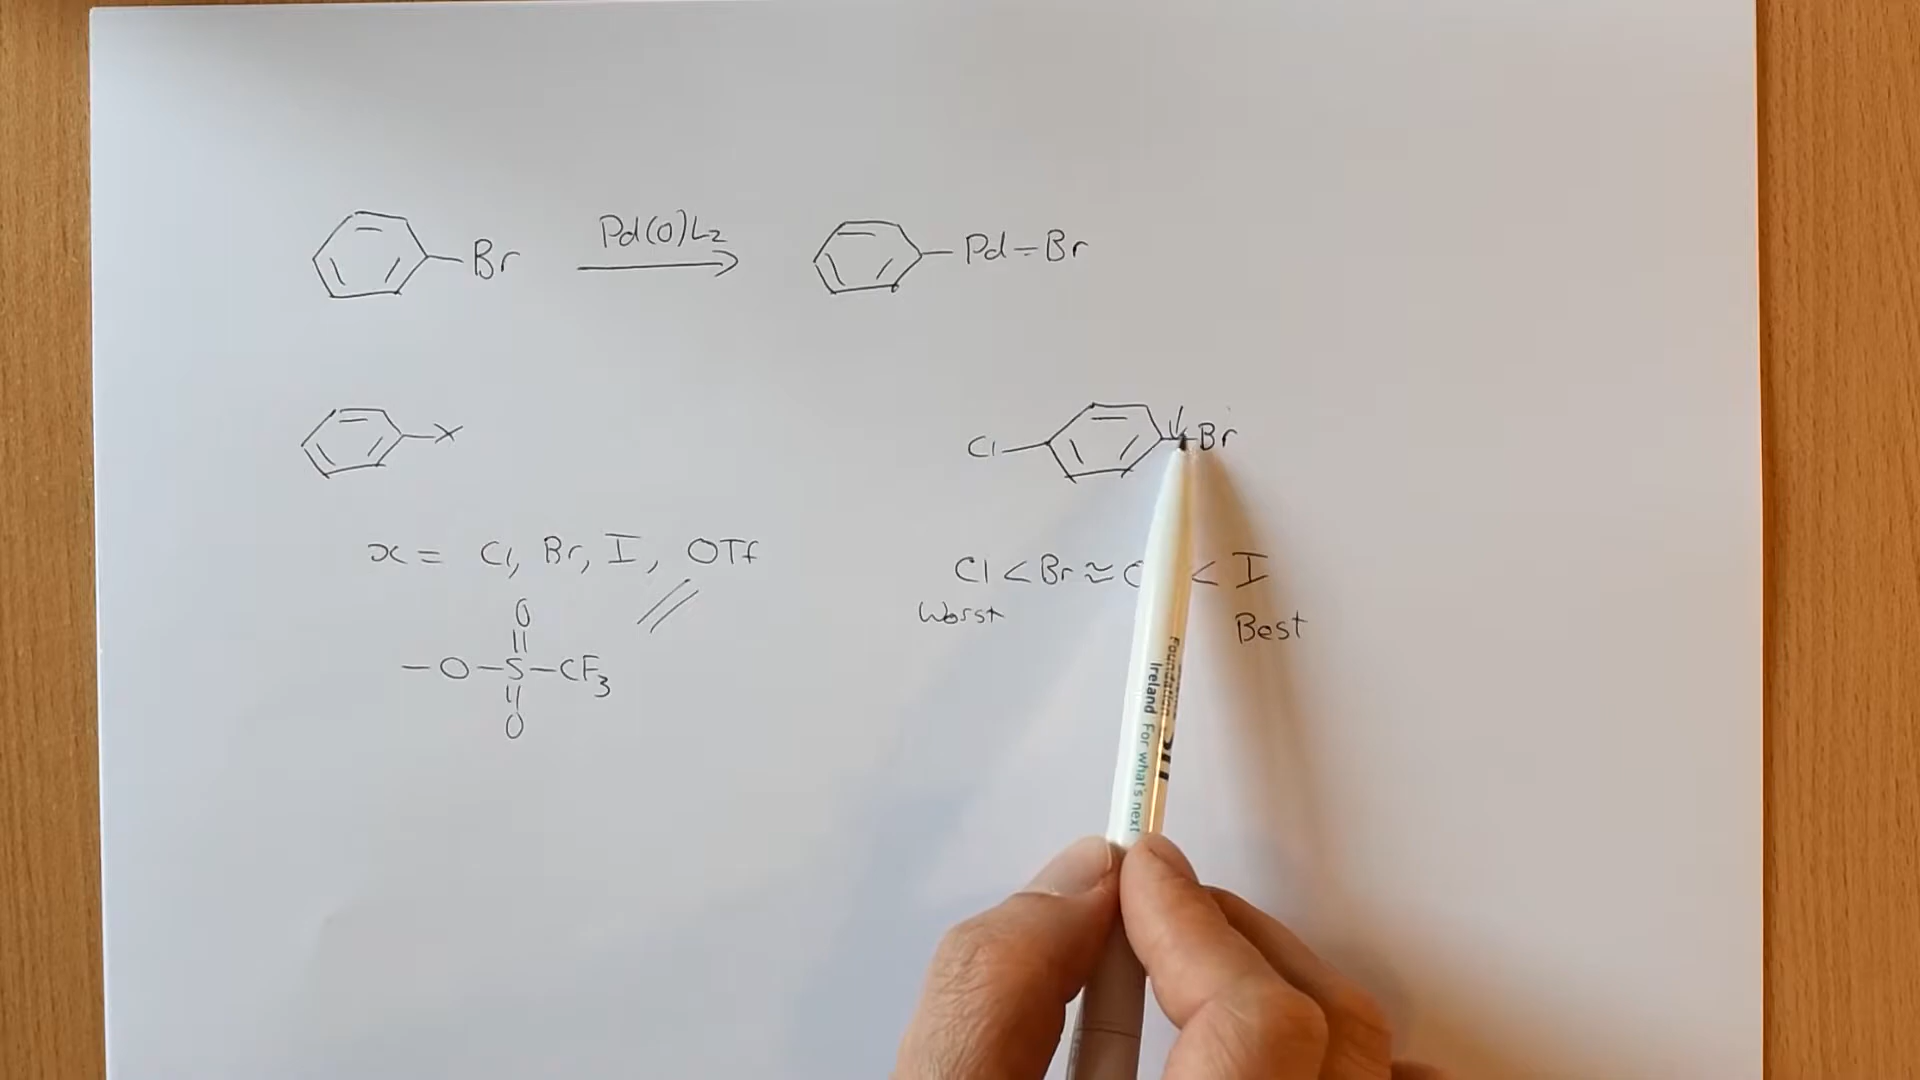 Br Pd(0)L2 Pd-Br
X Cl Br
x = Cl, Br, I, OTf
Cl < Br ≈ < I
Worst Best
O
-O-S-CF3
O
Foundation
Ireland For what's next